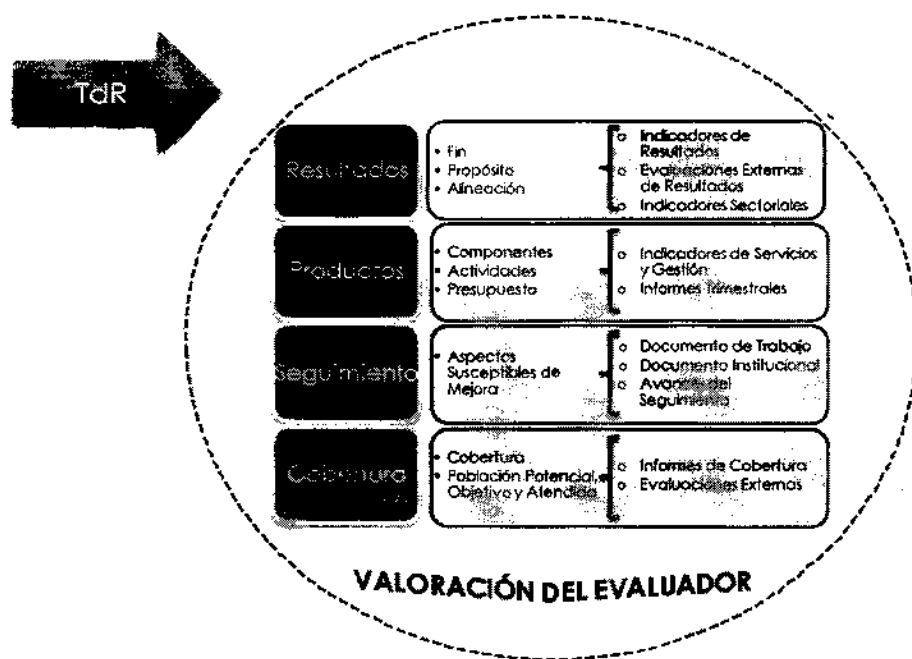 TdR
Resultados
• Fin
• Propósito
• Alineación
o Indicadores de
Resultados
o Evaluaciones Externas
de Resultados
o Indicadores Sectoriales
Productos
• Componentes
• Actividades
• Presupuesto
o Indicadores de Servicios
y Gestión
o Informes Trimestrales
Seguimiento
• Aspectos
Susceptibles de
Mejora
o Documento de Trabajo
o Documento Institucional
o Avance del
Seguimiento
Cobertura
• Cobertura
• Población Potencial,
Objetivo y Atendida
o Informes de Cobertura
o Evaluaciones Externas
VALORACIÓN DEL EVALUADOR